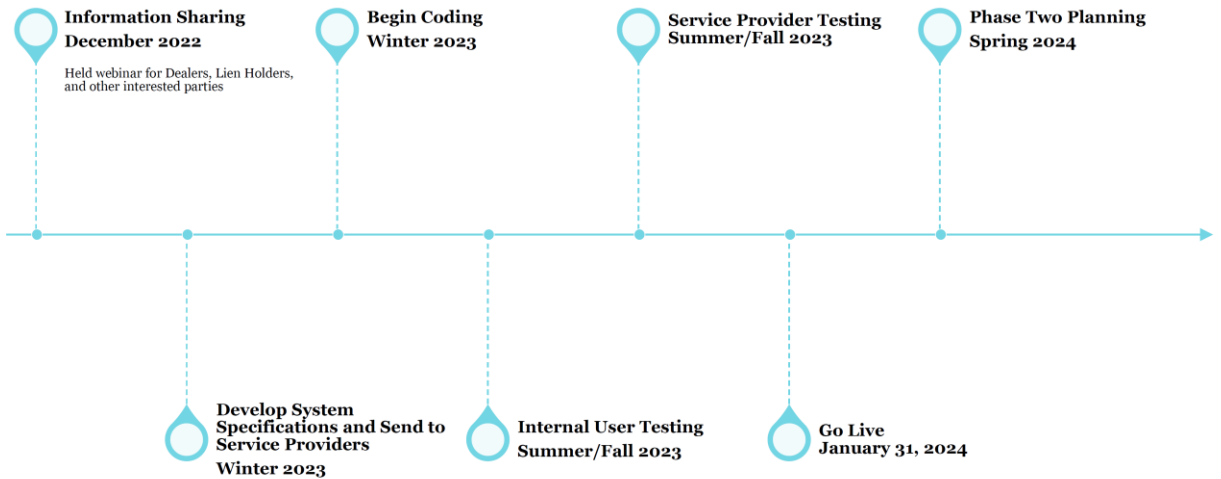 Information Sharing
December 2022
Held webinar for Dealers, Lien Holders,
and other interested parties
Begin Coding
Winter 2023
Service Provider Testing
Summer/Fall 2023
Phase Two Planning
Spring 2024
Develop System
Specifications and Send to
Service Providers
Winter 2023
Internal User Testing
Summer/Fall 2023
Go Live
January 31, 2024